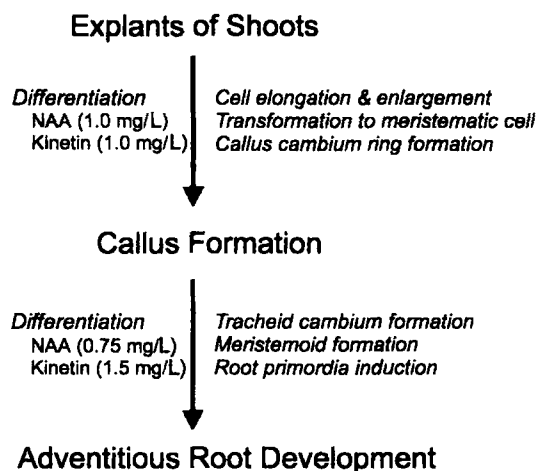 Explants of Shoots
Differentiation
NAA (1.0 mg/L)
Kinetin (1.0 mg/L)
Cell elongation & enlargement
Transformation to meristematic cell
Callus cambium ring formation
Callus Formation
Differentiation
NAA (0.75 mg/L)
Kinetin (1.5 mg/L)
Tracheid cambium formation
Meristemoid formation
Root primordia induction
Adventitious Root Development